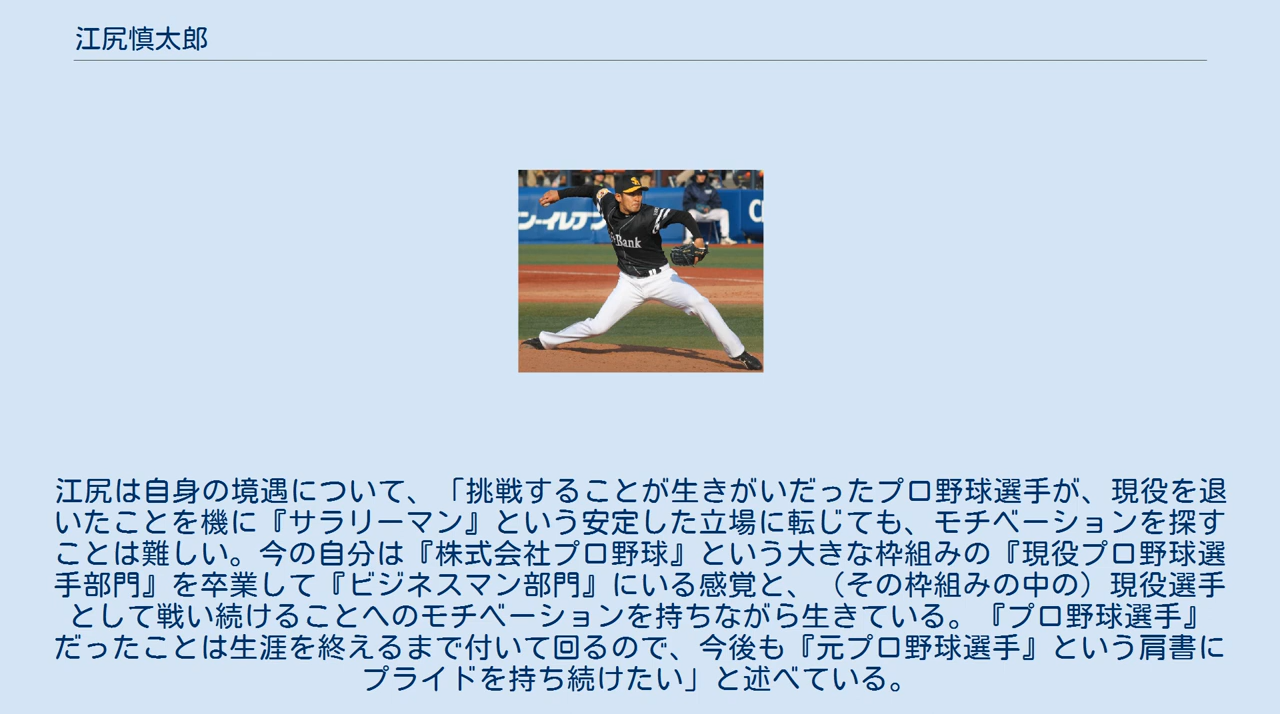 江尻慎太郎
ンーイルデン
C
Bank
江尻は自身の境遇について、「挑戦することが生きがいだったプロ野球選手が、現役を退
いたことを機に『サラリーマン』という安定した立場に転じても、モチベーションを探す
ことは難しい。今の自分は『株式会社プロ野球』という大きな枠組みの『現役プロ野球選
手部門』を卒業して『ビジネスマン部門』にいる感覚と、（その枠組みの中の）現役選手
として戦い続けることへのモチベーションを持ちながら生きている。『プロ野球選手』
だったことは生涯を終えるまで付いて回るので、今後も『元プロ野球選手』という肩書に
プライドを持ち続けたい」と述べている。